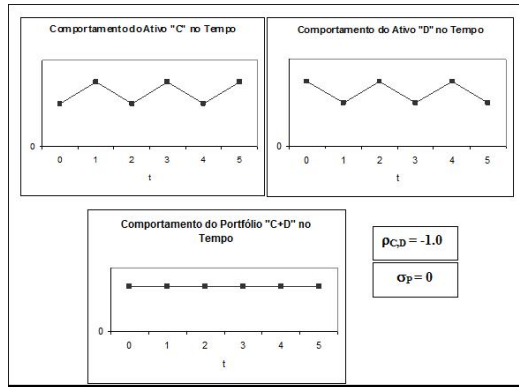 Comportamento do Ativo "C" no Tempo
0
0 1 2 3 4 5
t
Comportamento do Ativo "D" no Tempo
0
0 1 2 3 4 5
t
Comportamento do Portfólio "C+D" no
Tempo
0
0 1 2 3 4 5
t
ρC,D = -1.0
σP = 0